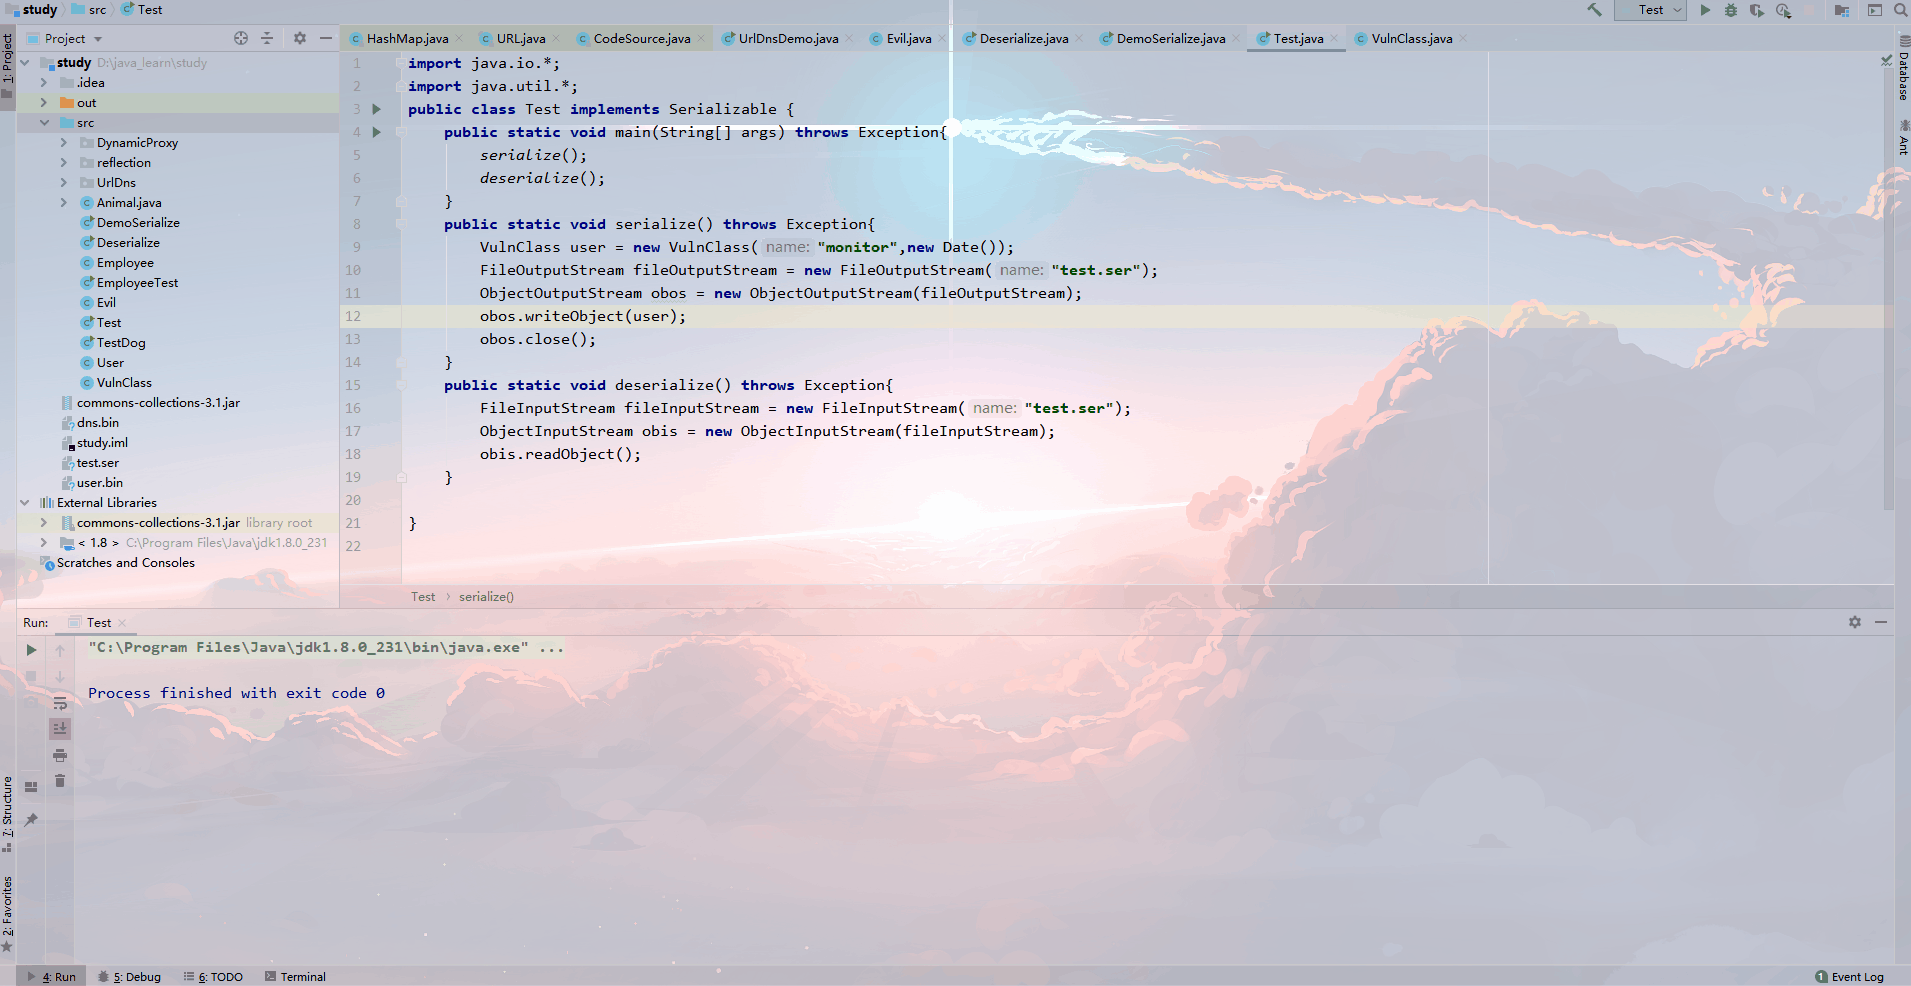 study src Test
Test
Project
HashMap.java URL.java CodeSource.java UrlDnsDemo.java Evil.java Deserialize.java DemoSerialize.java Test.java VulnClass.java
1: Project
study D:\java_learn\study
.idea
out
src
DynamicProxy
reflection
UrlDns
Animal.java
DemoSerialize
Deserialize
Employee
EmployeeTest
Evil
Test
TestDog
User
VulnClass
commons-collections-3.1.jar
dns.bin
study.iml
test.ser
user.bin
External Libraries
commons-collections-3.1.jar library root
< 1.8 > C:\Program Files\Java\jdk1.8.0_231
Scratches and Consoles
1 import java.io.*;
2 import java.util.*;
3 public class Test implements Serializable {
4 public static void main(String[] args) throws Exception{
5 serialize();
6 deserialize();
7 }
8 public static void serialize() throws Exception{
9 VulnClass user = new VulnClass( name: "monitor",new Date());
10 FileOutputStream fileOutputStream = new FileOutputStream( name: "test.ser");
11 ObjectOutputStream obos = new ObjectOutputStream(fileOutputStream);
12 obos.writeObject(user);
13 obos.close();
14 }
15 public static void deserialize() throws Exception{
16 FileInputStream fileInputStream = new FileInputStream( name: "test.ser");
17 ObjectInputStream obis = new ObjectInputStream(fileInputStream);
18 obis.readObject();
19 }
20
21 }
22
Test serialize()
Database
Ant
Run: Test
"C:\Program Files\Java\jdk1.8.0_231\bin\java.exe" ...
Process finished with exit code 0
7: Structure
2: Favorites
4: Run 5: Debug 6: TODO Terminal
1 Event Log